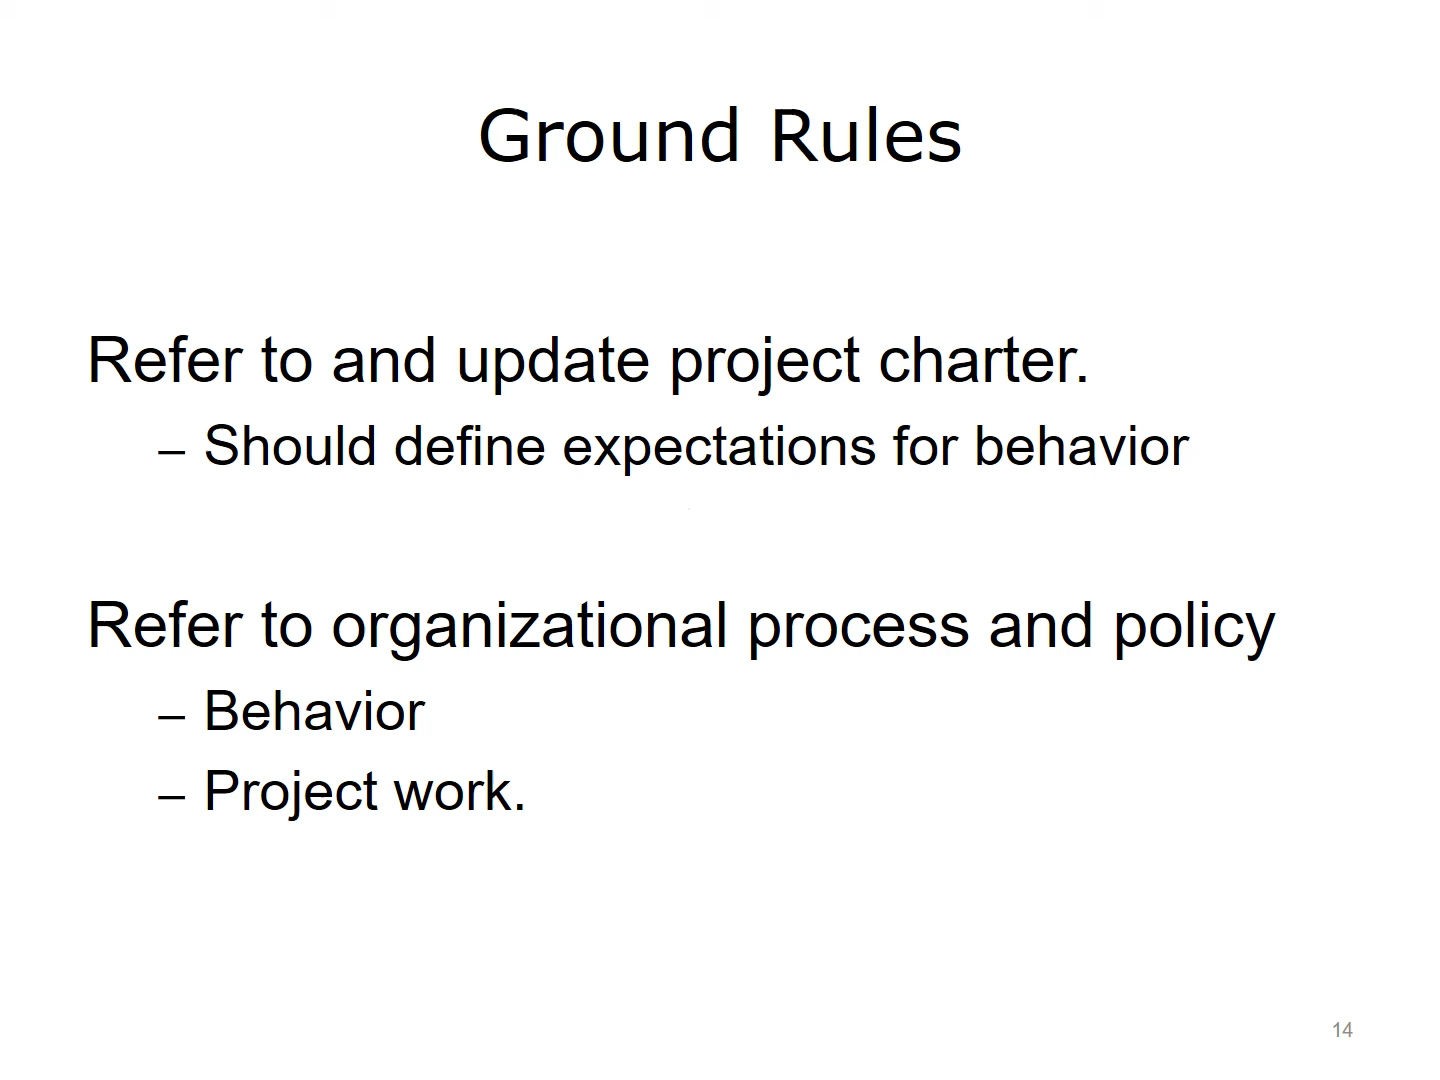 Ground Rules
Refer to and update project charter.
– Should define expectations for behavior
Refer to organizational process and policy
– Behavior
– Project work.
14